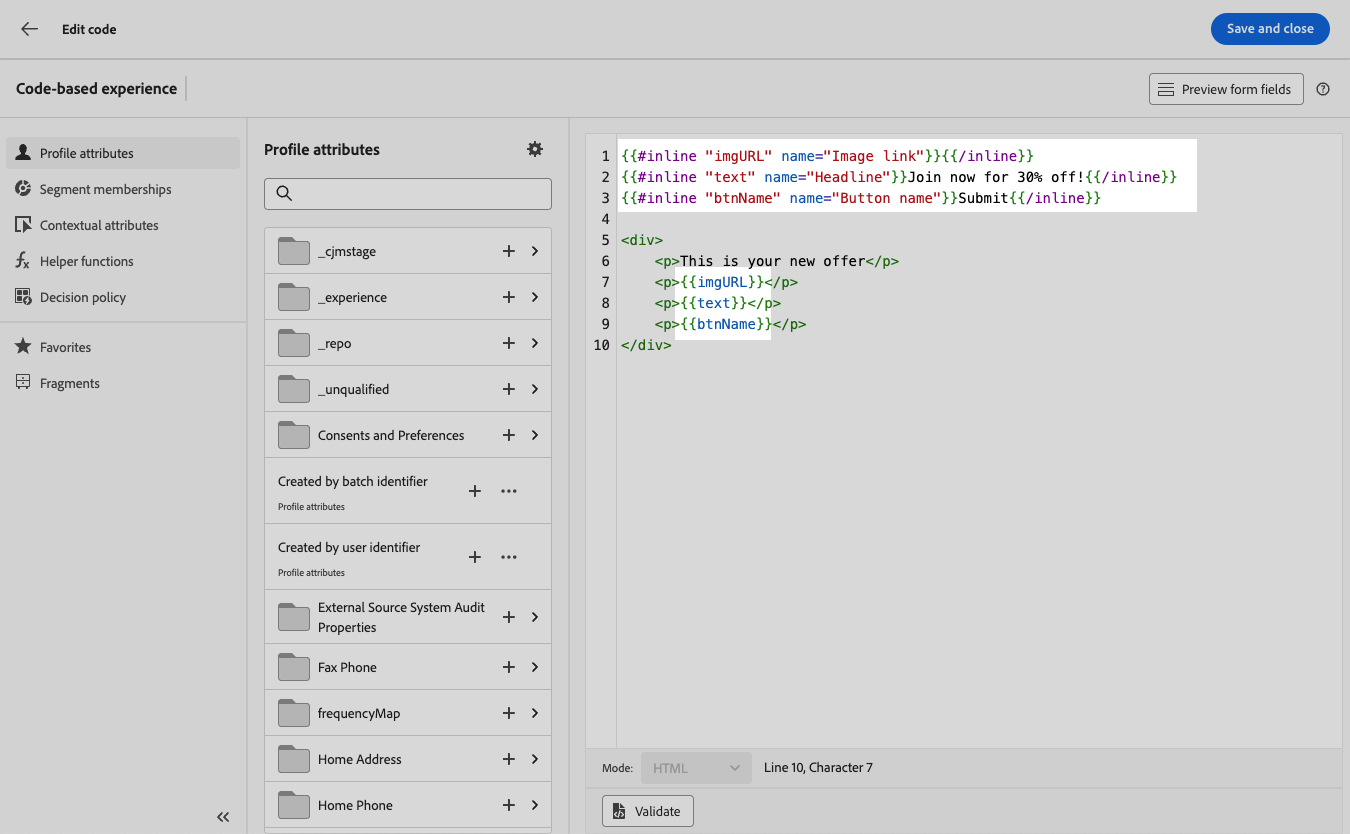 Edit code
Save and close
Code-based experience
Preview form fields
Profile attributes
Segment memberships
Contextual attributes
Helper functions
Decision policy
Favorites
Fragments
Profile attributes
_cjmstage
_experience
_repo
_unqualified
Consents and Preferences
Created by batch identifier
Profile attributes
Created by user identifier
Profile attributes
External Source System Audit
Properties
Fax Phone
frequencyMap
Home Address
Home Phone
1 {{#inline "imgURL" name="Image link"}}{{/inline}}
2 {{#inline "text" name="Headline"}}Join now for 30% off!{{/inline}}
3 {{#inline "btnName" name="Button name"}}Submit{{/inline}}
4
5 <div>
6     <p>This is your new offer</p>
7     <p>{{imgURL}}</p>
8     <p>{{text}}</p>
9     <p>{{btnName}}</p>
10 </div>
Mode: HTML Line 10, Character 7
Validate